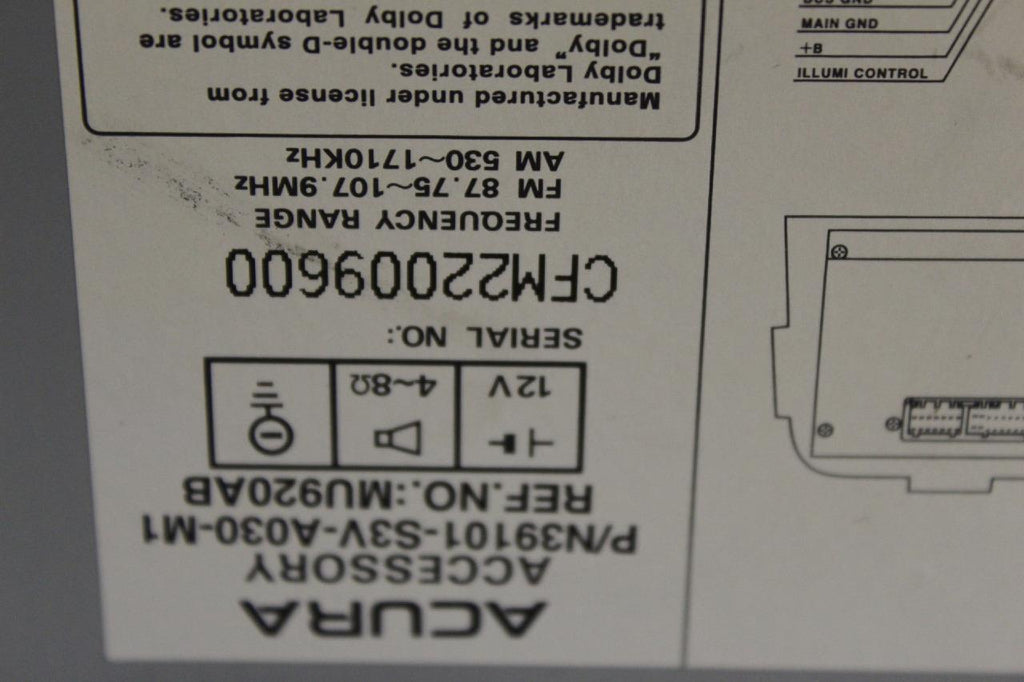 ACURA
ACCESSORY
P/N39101-S3V-A030-M1
REF.NO.:MU920AB
12V 4~8Ω
SERIAL NO.:
CFM22009600
FREQUENCY RANGE
FM 87.75~107.9MHz
AM 530~1710KHz
Manufactured under license from
Dolby Laboratories.
"Dolby" and the double-D symbol are
trademarks of Dolby Laboratories.
BUS GND
MAIN GND
+B
ILLUMI CONTROL